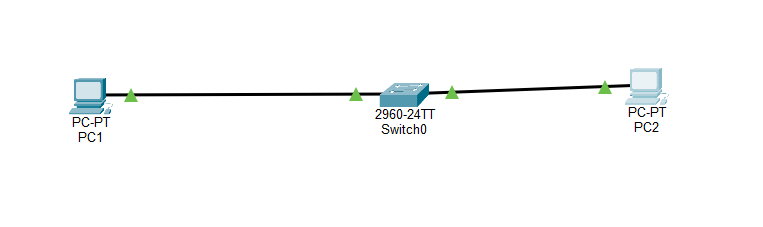 PC-PT
PC1
2960-24TT
Switch0
PC-PT
PC2